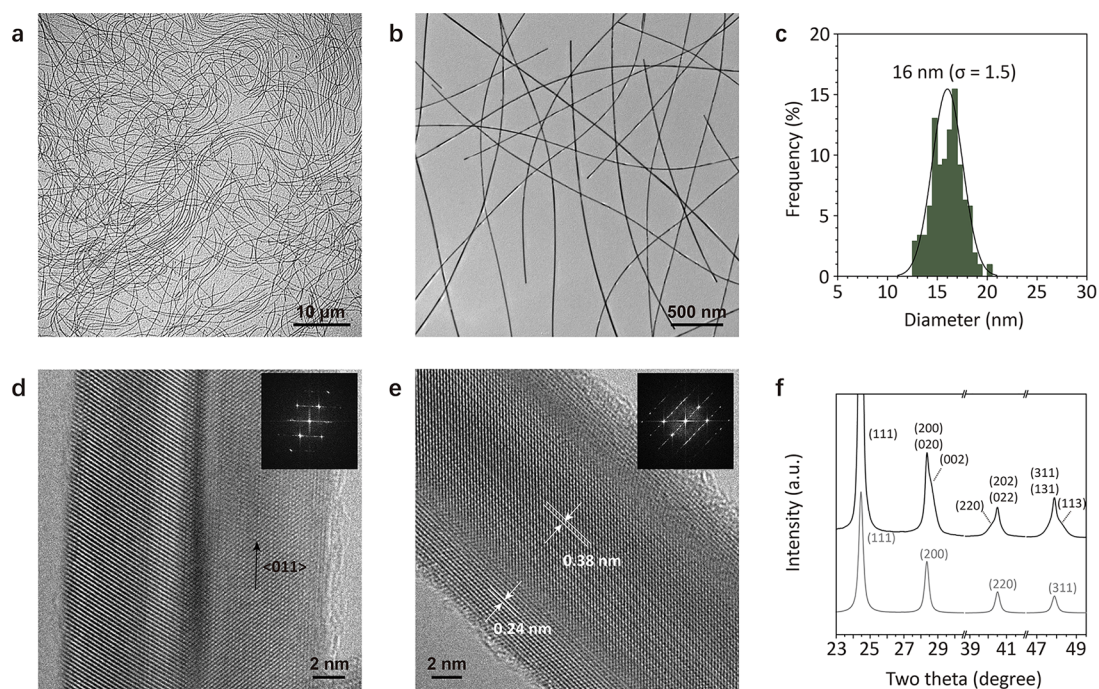 a
10 μm
b
500 nm
c
20
15
10
5
0
Frequency (%)
16 nm (σ = 1.5)
5 10 15 20 25 30
Diameter (nm)
d
<011>
2 nm
e
0.38 nm
0.24 nm
2 nm
f
Intensity (a.u.)
(111)
(200)
(020)
(002)
(220)
(202)
(022)
(311)
(131)
(113)
(111)
(200)
(220)
(311)
23 25 27 29 39 41 47 49
Two theta (degree)